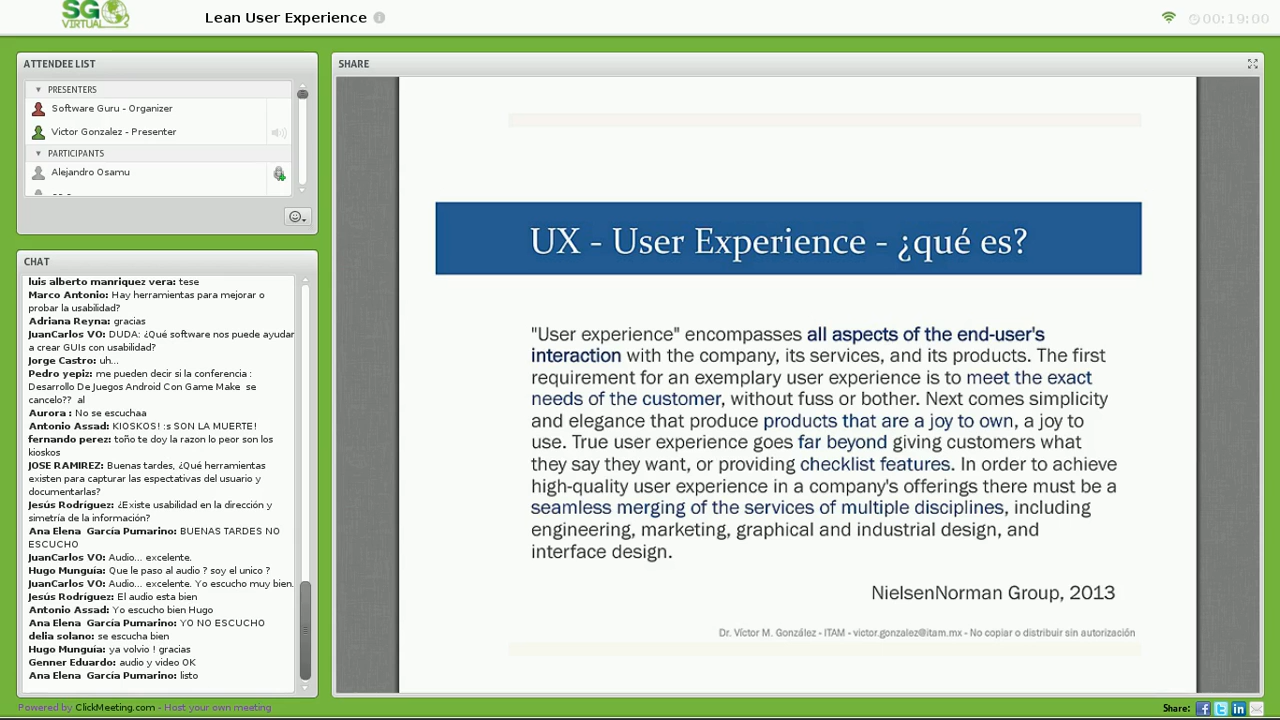 SG
VIRTUAL
Lean User Experience
00:19:00
ATTENDEE LIST
PRESENTERS
Software Guru - Organizer
Victor Gonzalez - Presenter
PARTICIPANTS
Alejandro Osamu
CHAT
luis alberto manriquez vera: tese
Marco Antonio: Hay herramientas para mejorar o
probar la usabilidad?
Adriana Reyna: gracias
JuanCarlos VO: DUDA: ¿Qué software nos puede ayudar
a crear GUIs con usabilidad?
Jorge Castro: uh...
Pedro yepiz: me pueden decir si la conferencia :
Desarrollo De Juegos Android Con Game Make se
cancelo?? al
Aurora : No se escuchaa
Antonio Assad: KIOSKOS! :s SON LA MUERTE!
fernando perez: toño te doy la razon lo peor son los
kioskos
JOSE RAMIREZ: Buenas tardes, ¿Qué herramientas
existen para capturar las espectativas del usuario y
documentarlas?
Jesús Rodríguez: ¿Existe usabilidad en la dirección y
simetría de la información?
Ana Elena García Pumarino: BUENAS TARDES NO
ESCUCHO
JuanCarlos VO: Audio... excelente.
Hugo Munguía: Que le paso al audio ? soy el unico ?
JuanCarlos VO: Audio... excelente. Yo escucho muy bien.
Jesús Rodríguez: El audio esta bien
Antonio Assad: Yo escucho bien Hugo
Ana Elena García Pumarino: YO NO ESCUCHO
delia solano: se escucha bien
Hugo Munguía: ya volvio ! gracias
Genner Eduardo: audio y video OK
Ana Elena García Pumarino: listo
SHARE
UX - User Experience - ¿qué es?
"User experience" encompasses all aspects of the end-user's
interaction with the company, its services, and its products. The first
requirement for an exemplary user experience is to meet the exact
needs of the customer, without fuss or bother. Next comes simplicity
and elegance that produce products that are a joy to own, a joy to
use. True user experience goes far beyond giving customers what
they say they want, or providing checklist features. In order to achieve
high-quality user experience in a company's offerings there must be a
seamless merging of the services of multiple disciplines, including
engineering, marketing, graphical and industrial design, and
interface design.
NielsenNorman Group, 2013
Dr. Víctor M. González - ITAM - victor.gonzalez@itam.mx - No copiar o distribuir sin autorización
Powered by ClickMeeting.com - Host your own meeting
Share: